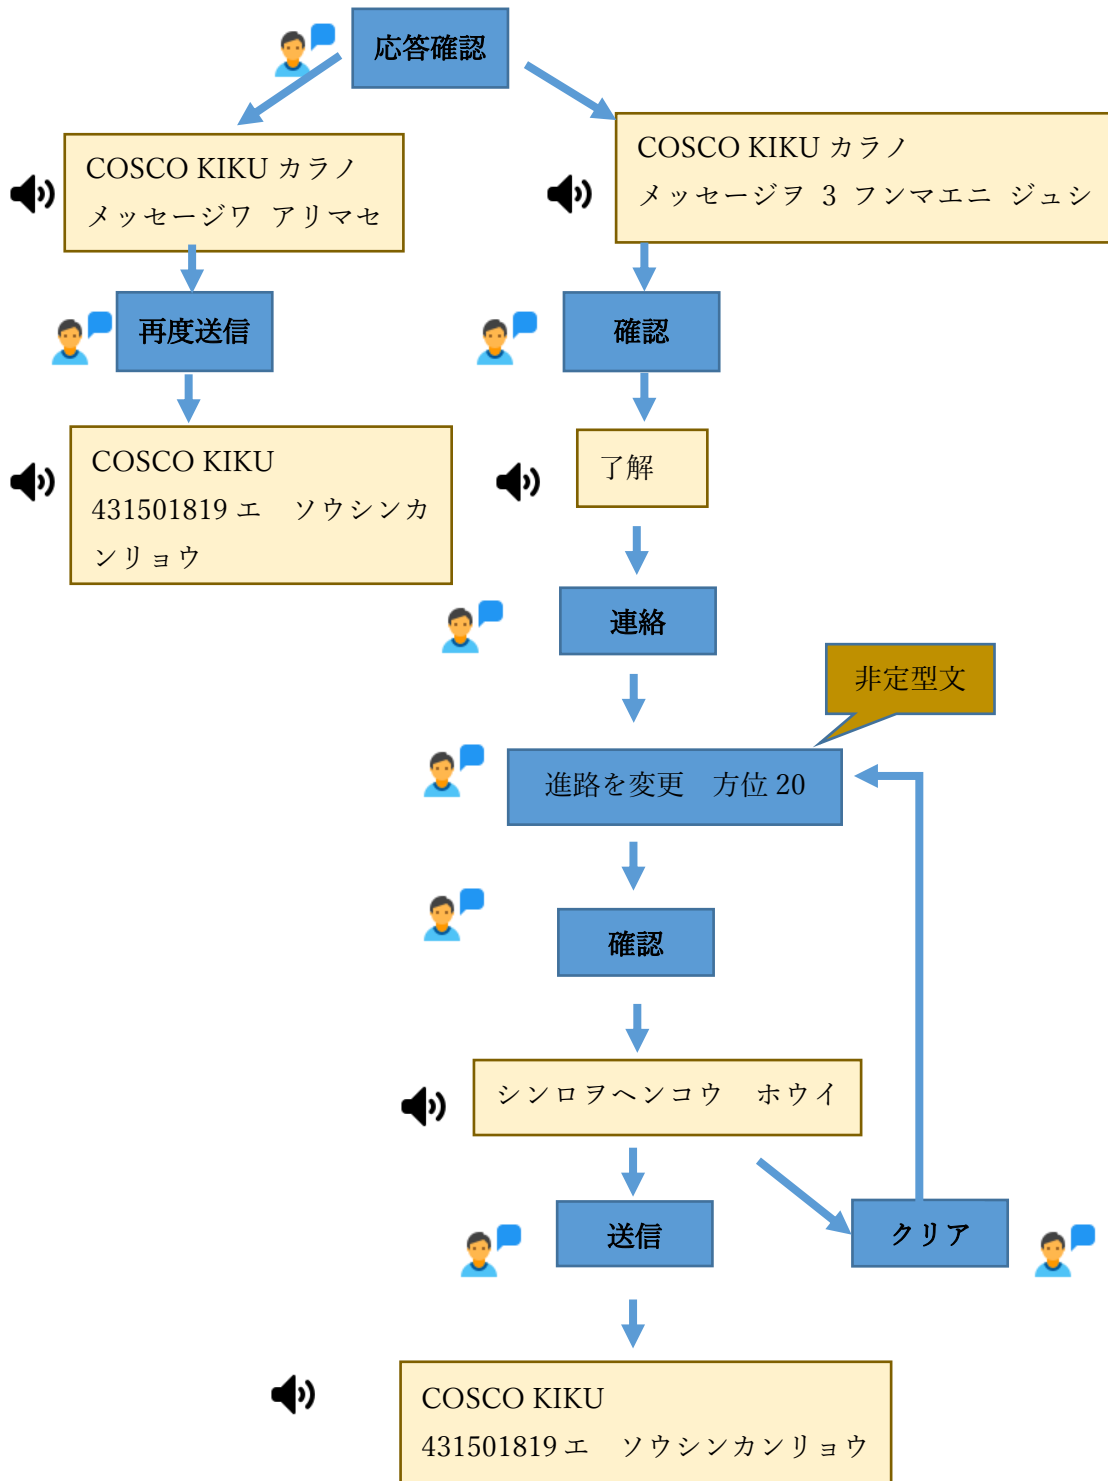 応答確認
COSCO KIKU カラノ
メッセージワ アリマセ
COSCO KIKU カラノ
メッセージヲ 3 フンマエニ ジュシ
再度送信
確認
COSCO KIKU
431501819 エ　ソウシンカ
ンリョウ
了解
連絡
非定型文
進路を変更　方位 20
確認
シンロヲヘンコウ　ホウイ
送信
クリア
COSCO KIKU
431501819 エ　ソウシンカンリョウ